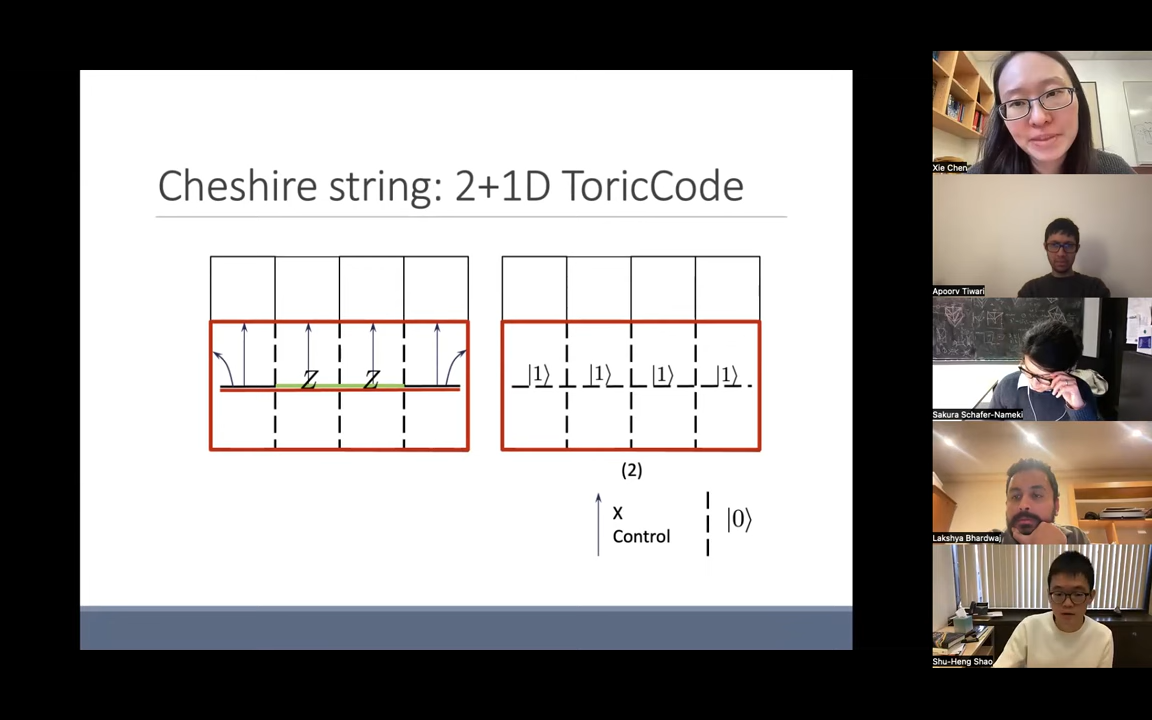 Cheshire string: 2+1D ToricCode
Z Z
|1⟩ |1⟩ |1⟩ |1⟩
(2)
X
Control
|0⟩
Xie Chen
Apoorv Tiwari
Sakura Schafer-Nameki
Lakshya Bhardwaj
Shu-Heng Shao